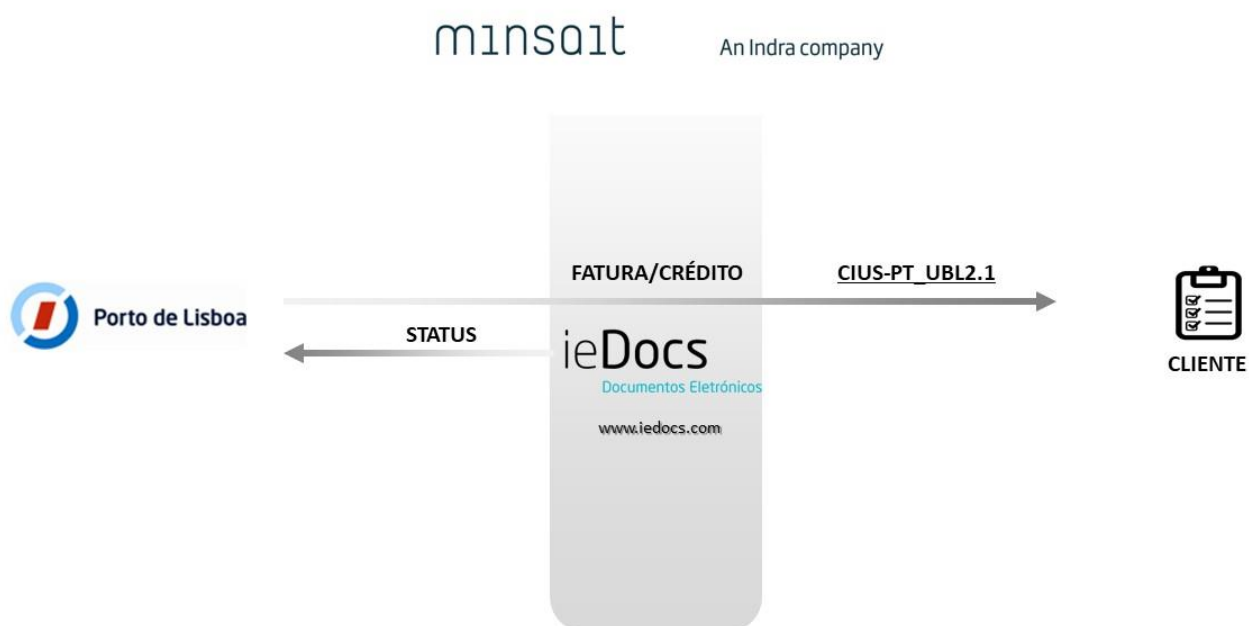 minsait An Indra company
FATURA/CRÉDITO CIUS-PT_UBL2.1
Porto de Lisboa
STATUS
ieDocs
Documentos Eletrónicos
CLIENTE
www.iedocs.com